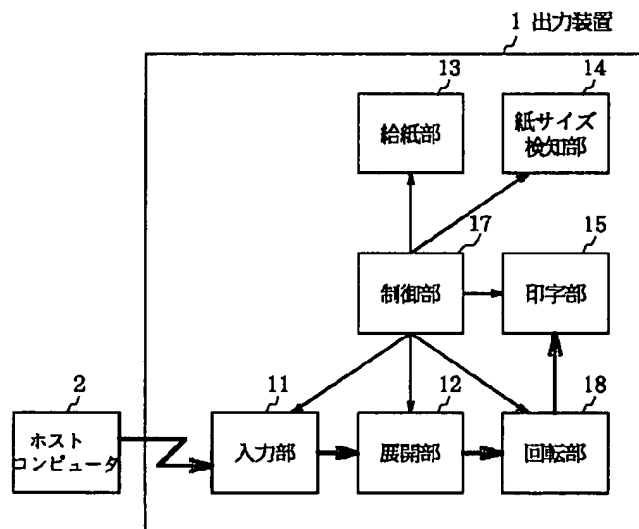 1 出力装置
13
14
給紙部
紙サイズ
検知部
17
15
制御部
印字部
2
11
12
18
ホスト
コンピュータ
入力部
展開部
回転部